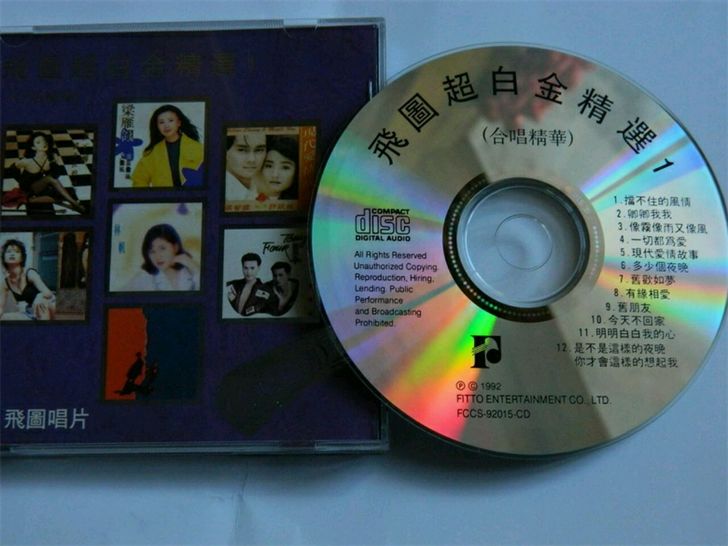 飛圖超白金精選1
梁雁翎
現代愛
林帆
飛圖唱片
飛圖超白金精選1
(合唱精華)
COMPACT
disc
DIGITAL AUDIO
All Rights Reserved
Unauthorized Copying
Reproduction, Hiring,
Lending. Public
Performance
and Broadcasting
Prohibited.
1.擋不住的風情
2.卿卿我我
3.像霧像雨又像風
4.一切都為愛
5.現代愛情故事
6.多少個夜晚
7.舊歡如夢
8.有緣相愛
9.舊朋友
10.今天不回家
11.明明白白我的心
12.是不是這樣的夜晚
你才會這樣的想起我
Ⓟ © 1992
FITTO ENTERTAINMENT CO., LTD.
FCCS-92015-CD